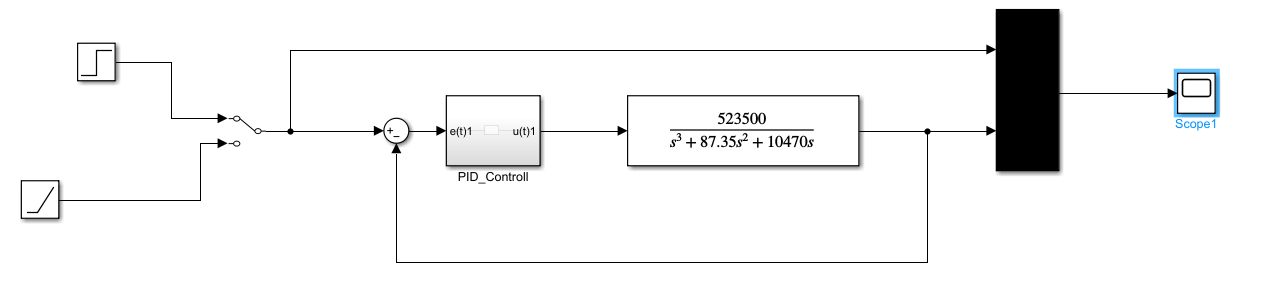 523500
s³ + 87.35s² + 10470s
e(t)1
u(t)1
+
−
PID_Controll
Scope1